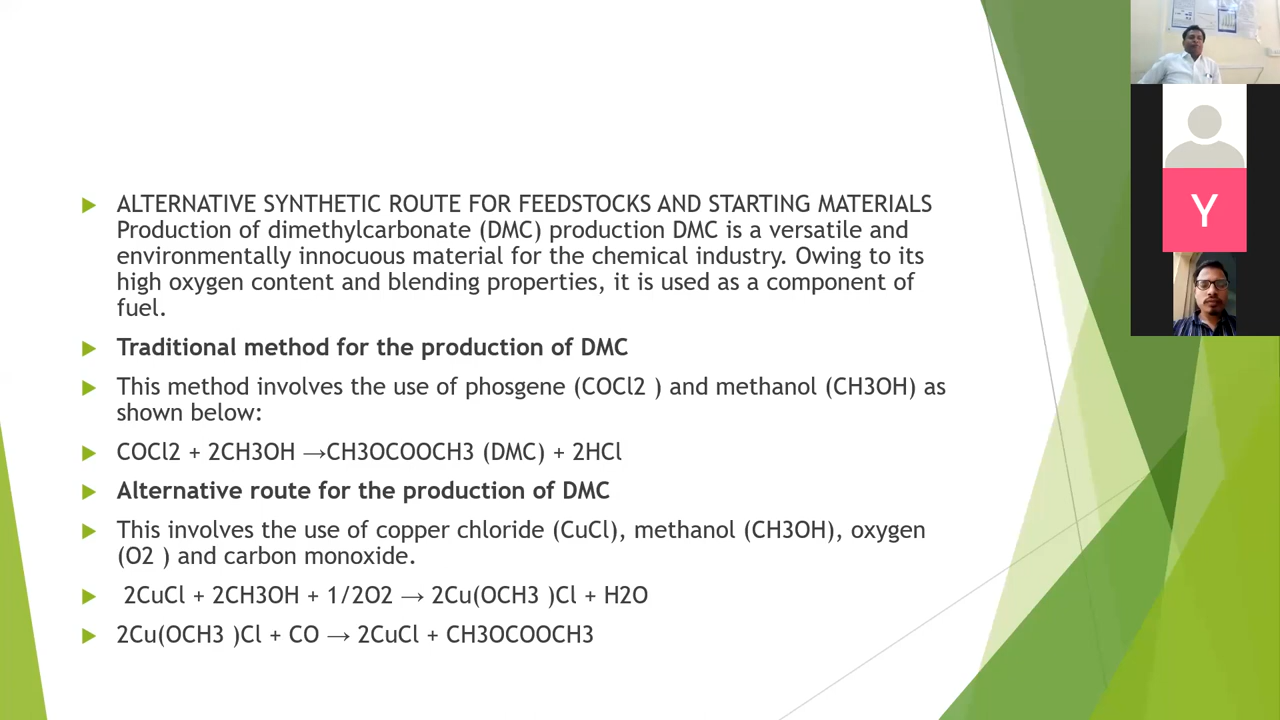 ALTERNATIVE SYNTHETIC ROUTE FOR FEEDSTOCKS AND STARTING MATERIALS
Production of dimethylcarbonate (DMC) production DMC is a versatile and
environmentally innocuous material for the chemical industry. Owing to its
high oxygen content and blending properties, it is used as a component of
fuel.
Traditional method for the production of DMC
This method involves the use of phosgene (COCl2 ) and methanol (CH3OH) as
shown below:
COCl2 + 2CH3OH →CH3OCOOCH3 (DMC) + 2HCl
Alternative route for the production of DMC
This involves the use of copper chloride (CuCl), methanol (CH3OH), oxygen
(O2 ) and carbon monoxide.
2CuCl + 2CH3OH + 1/2O2 → 2Cu(OCH3 )Cl + H2O
2Cu(OCH3 )Cl + CO → 2CuCl + CH3OCOOCH3
Y